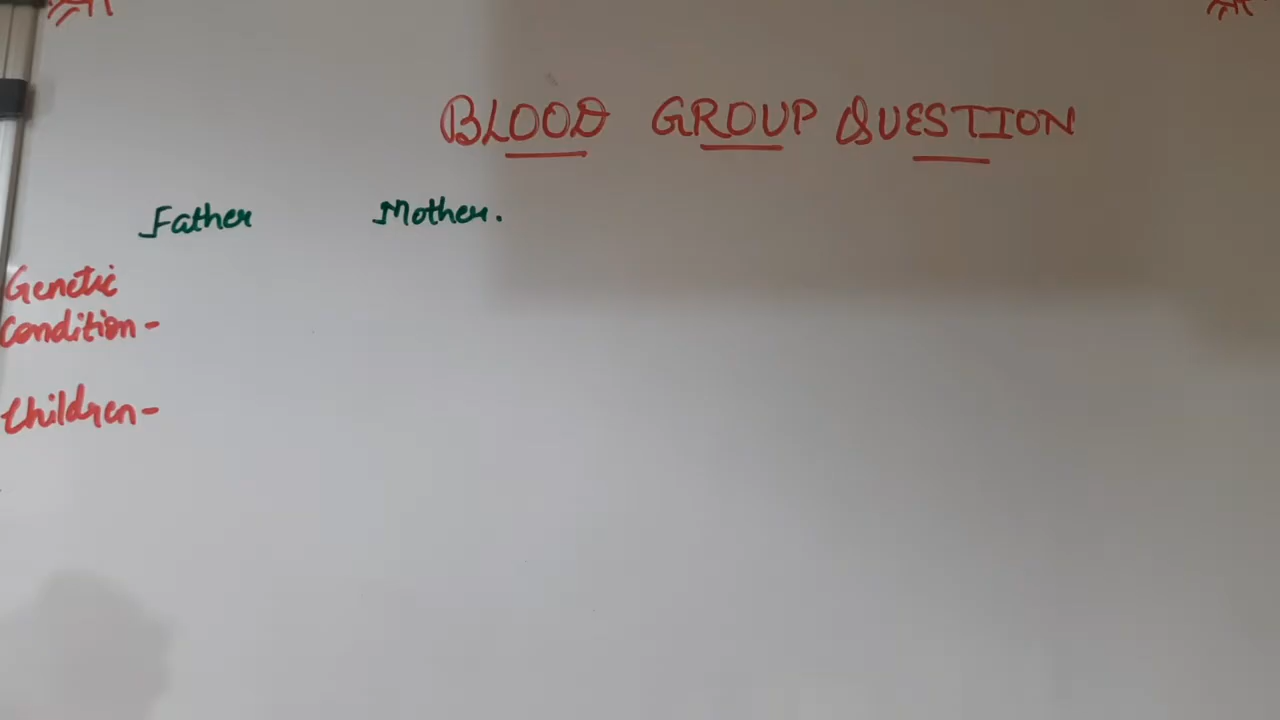 BLOOD GROUP QUESTION
Father Mother.
Genetic
Condition -
Children -